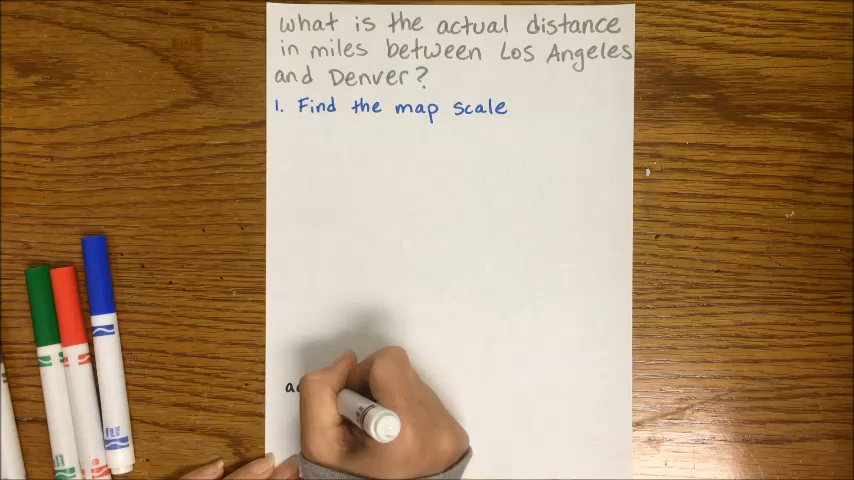 What is the actual distance
in miles between Los Angeles
and Denver?
1. Find the map scale